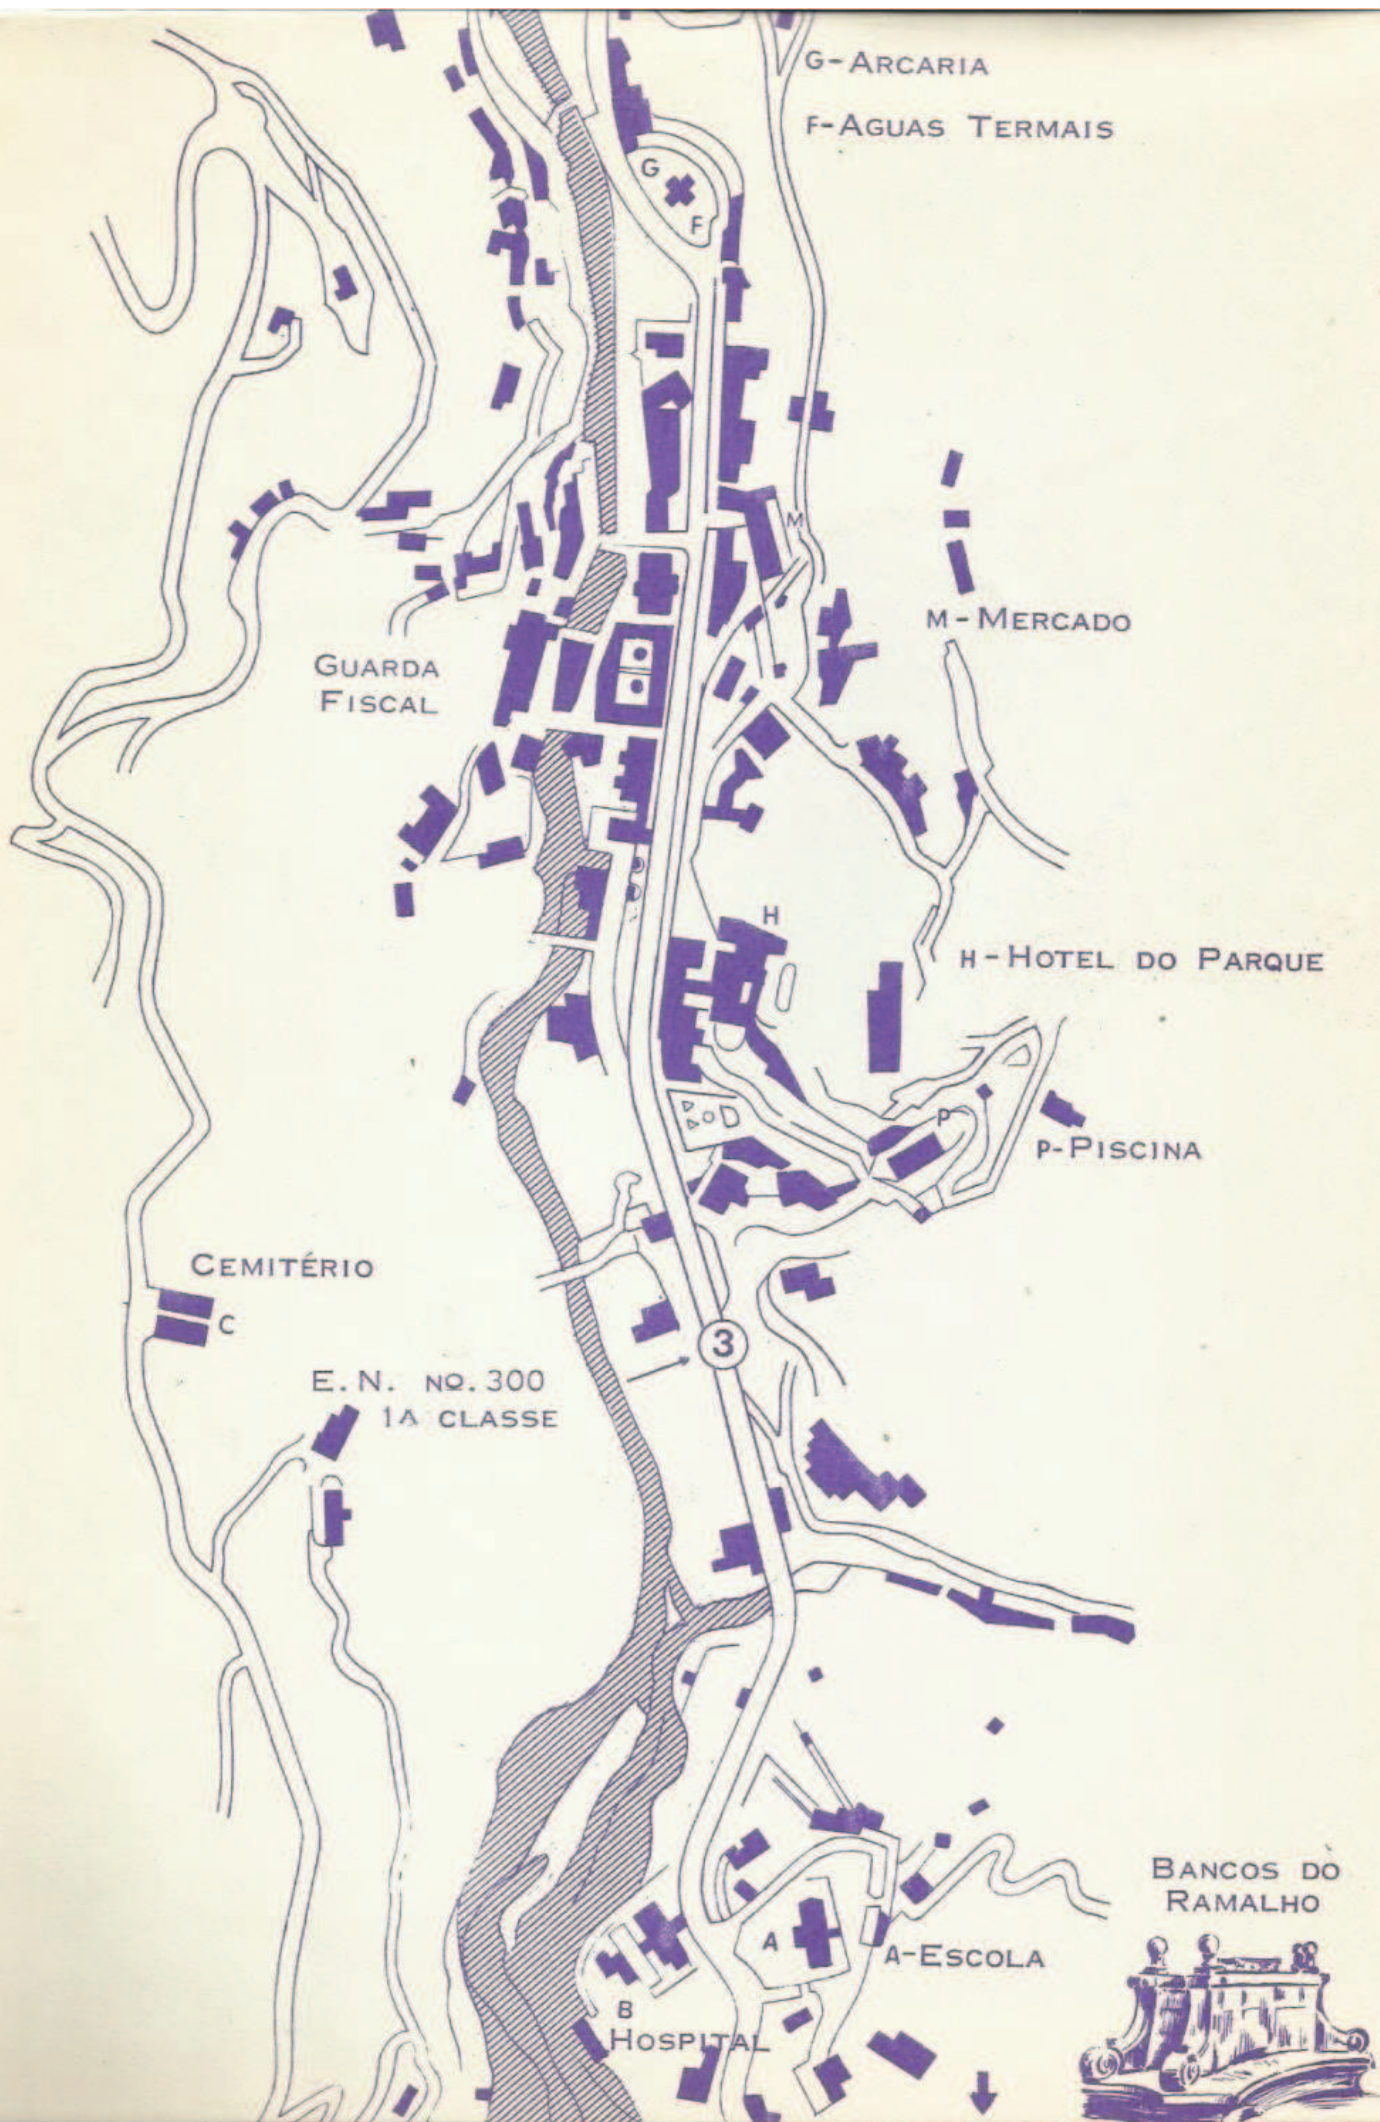 G-ARCARIA
F-AGUAS TERMAIS
G
F
M
M-MERCADO
GUARDA
FISCAL
H
H-HOTEL DO PARQUE
P
P-PISCINA
CEMITÉRIO
C
3
E.N. Nº.300
1A CLASSE
BANCOS DO
RAMALHO
A
A-ESCOLA
B
HOSPITAL